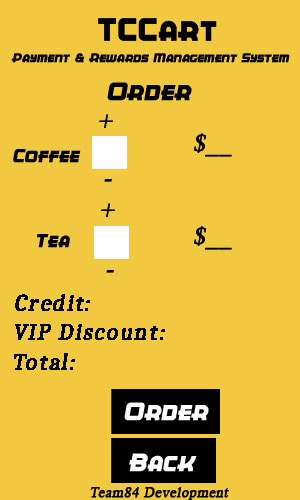 TCCart
Payment & Rewards Management System
Order
+
Coffee $__
-
+
Tea $__
-
Credit:
VIP Discount:
Total:
Order
Back
Team84 Development